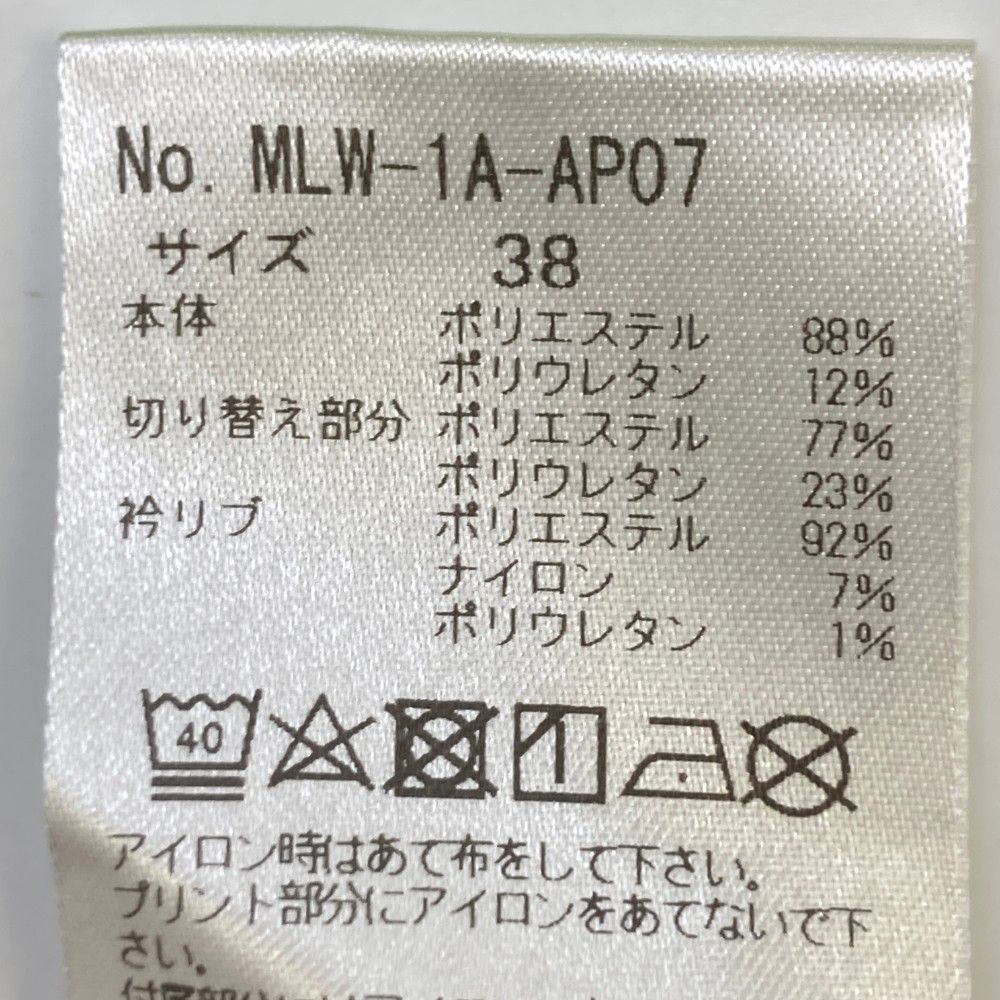 No. MLW-1A-AP07
サイズ 38
本体 ポリエステル 88%
ポリウレタン 12%
切り替え部分 ポリエステル 77%
ポリウレタン 23%
衿リブ ポリエステル 92%
ナイロン 7%
ポリウレタン 1%
40
アイロン時はあて布をして下さい。
プリント部分にアイロンをあてないで下
さい。